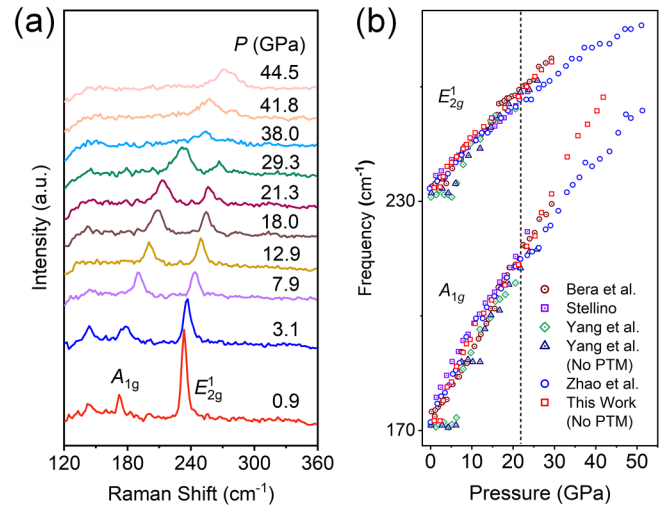 (a)
P (GPa)
44.5
41.8
38.0
29.3
21.3
18.0
12.9
7.9
3.1
0.9
A1g
E12g
Intensity (a.u.)
120 180 240 300 360
Raman Shift (cm-1)
(b)
E12g
A1g
230
170
Frequency (cm-1)
Bera et al.
Stellino
Yang et al.
Yang et al.
(No PTM)
Zhao et al.
This Work
(No PTM)
0 10 20 30 40 50
Pressure (GPa)